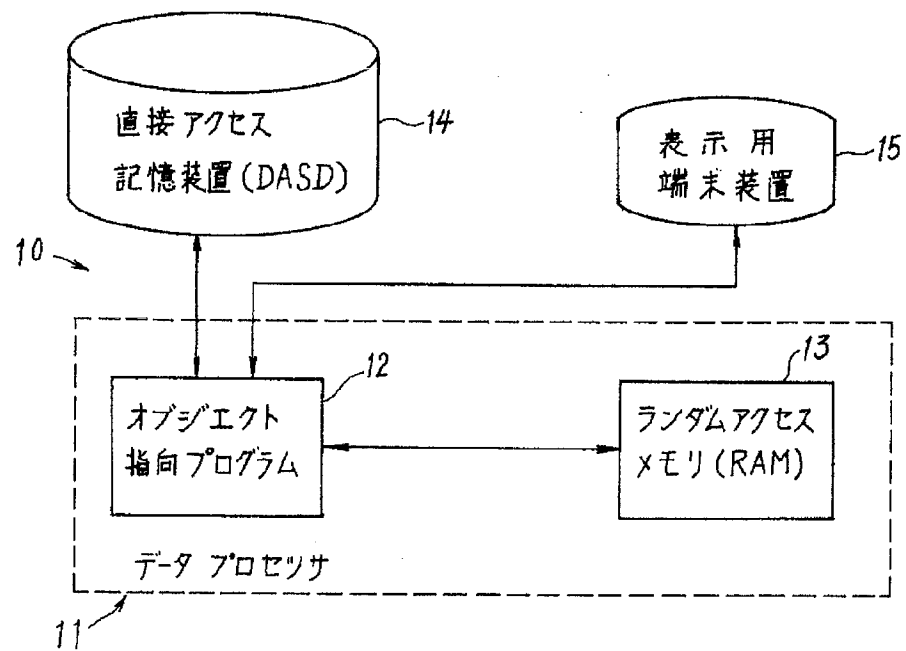 直接アクセス
記憶装置(DASD)
14
表示用
端末装置
15
10
12
オブジェクト
指向プログラム
13
ランダムアクセス
メモリ(RAM)
データプロセッサ
11